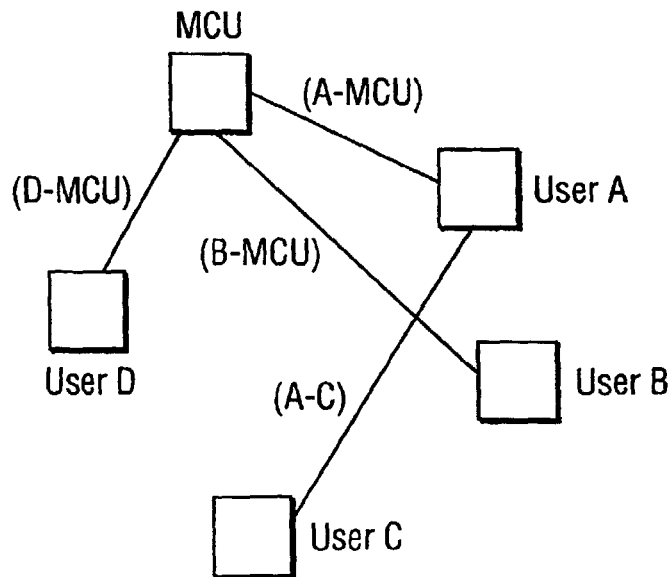 MCU
(A-MCU)
User A
(D-MCU)
(B-MCU)
User D
User B
(A-C)
User C